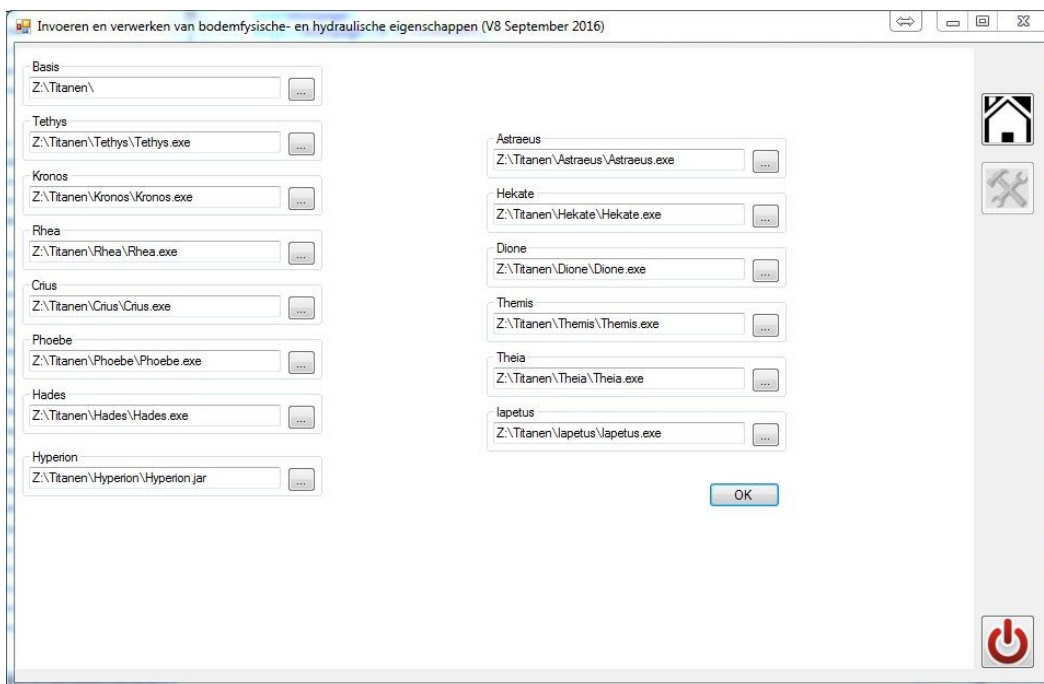 Invoeren en verwerken van bodemfysische- en hydraulische eigenschappen (V8 September 2016)
Basis
Z:\Titanen\
...
Tethys
Z:\Titanen\Tethys\Tethys.exe
...
Kronos
Z:\Titanen\Kronos\Kronos.exe
...
Rhea
Z:\Titanen\Rhea\Rhea.exe
...
Crius
Z:\Titanen\Crius\Crius.exe
...
Phoebe
Z:\Titanen\Phoebe\Phoebe.exe
...
Hades
Z:\Titanen\Hades\Hades.exe
...
Hyperion
Z:\Titanen\Hyperion\Hyperion.jar
...
Astraeus
Z:\Titanen\Astraeus\Astraeus.exe
...
Hekate
Z:\Titanen\Hekate\Hekate.exe
...
Dione
Z:\Titanen\Dione\Dione.exe
...
Themis
Z:\Titanen\Themis\Themis.exe
...
Theia
Z:\Titanen\Theia\Theia.exe
...
Iapetus
Z:\Titanen\Iapetus\Iapetus.exe
...
OK